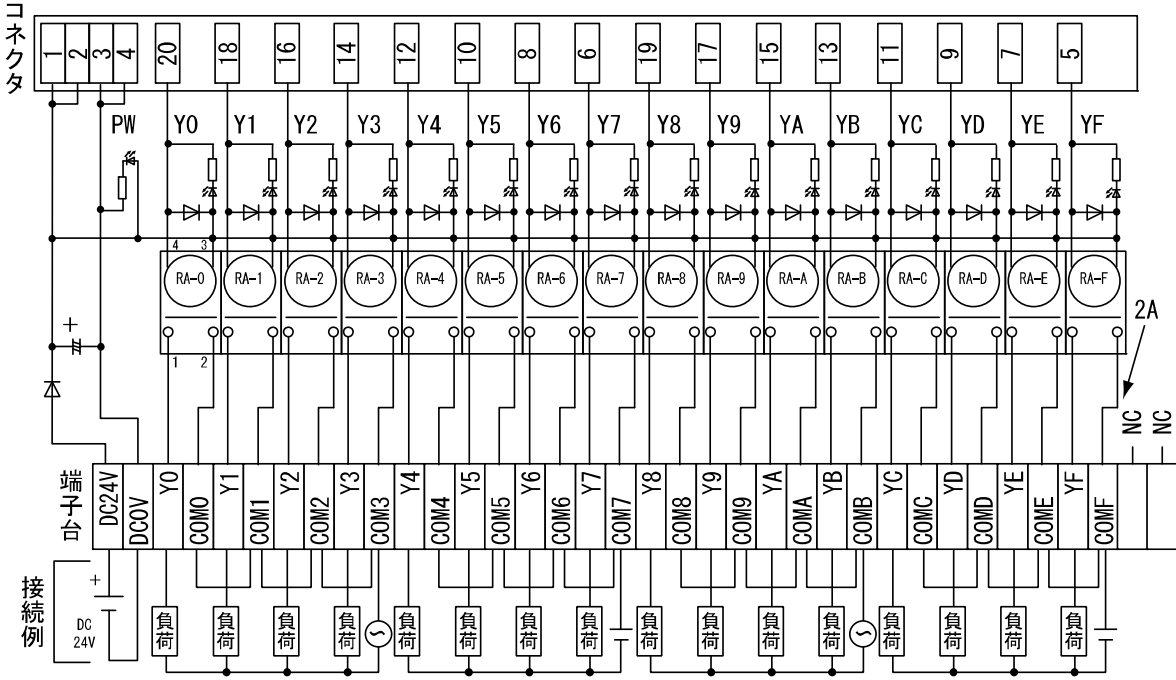 コネクタ
1 2 3 4 20 18 16 14 12 10 8 6 19 17 15 13 11 9 7 5
PW Y0 Y1 Y2 Y3 Y4 Y5 Y6 Y7 Y8 Y9 YA YB YC YD YE YF
4 3
RA-0 RA-1 RA-2 RA-3 RA-4 RA-5 RA-6 RA-7 RA-8 RA-9 RA-A RA-B RA-C RA-D RA-E RA-F
+
2A
1 2
NC NC
端子台
DC24V DC0V Y0 COM0 Y1 COM1 Y2 COM2 Y3 COM3 Y4 COM4 Y5 COM5 Y6 COM6 Y7 COM7 Y8 COM8 Y9 COM9 YA COMA YB COMB YC COMC YD COMD YE COME YF COMF
接続例
+
DC
24V
負荷 負荷 負荷 負荷 負荷 負荷 負荷 負荷 負荷 負荷 負荷 負荷 負荷 負荷 負荷 負荷